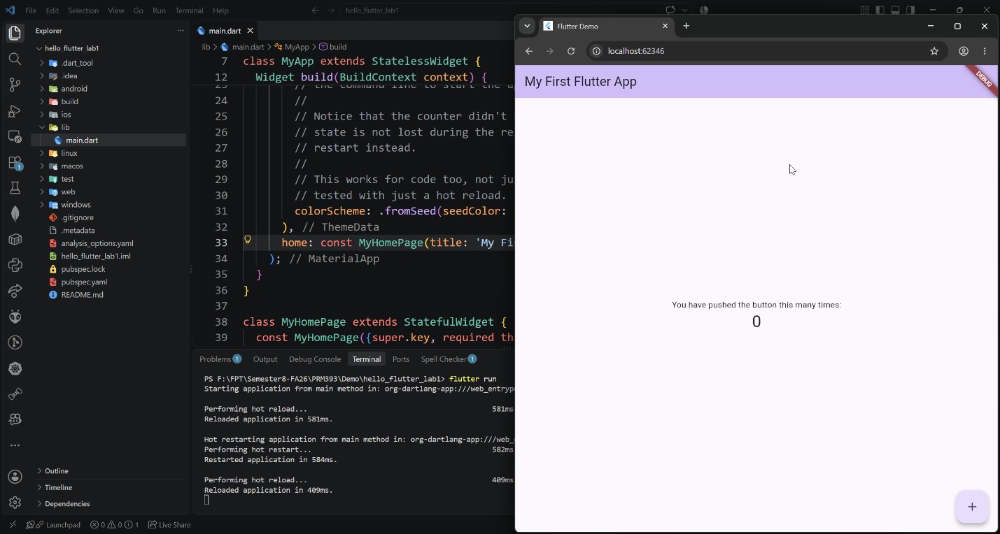 File Edit Selection View Go Run Terminal Help
hello_flutter_lab1
Explorer
hello_flutter_lab1
.dart_tool
.idea
android
build
ios
lib
main.dart
linux
macos
test
web
windows
.gitignore
.metadata
analysis_options.yaml
hello_flutter_lab1.iml
pubspec.lock
pubspec.yaml
README.md
Outline
Timeline
Dependencies
1
main.dart
lib > main.dart > MyApp > build
7 class MyApp extends StatelessWidget {
12 Widget build(BuildContext context) {
23 // the command line to start the
24 //
25 // Notice that the counter didn't
26 // state is not lost during the re
27 // restart instead.
28 //
29 // This works for code too, not ju
30 // tested with just a hot reload.
31 colorScheme: .fromSeed(seedColor:
32 ), // ThemeData
33 home: const MyHomePage(title: 'My Fi
34 ); // MaterialApp
35 }
36 }
37
38 class MyHomePage extends StatefulWidget {
39 const MyHomePage({super.key, required th
Problems 1 Output Debug Console Terminal Ports Spell Checker 1
PS F:\FPT\Semester8-FA26\PRM393\Demo\hello_flutter_lab1> flutter run
Starting application from main method in: org-dartlang-app:///web_entryp
Performing hot reload... 581ms
Reloaded application in 581ms.
Hot restarting application from main method in: org-dartlang-app:///web_
Performing hot restart... 582ms
Restarted application in 584ms.
Performing hot reload... 409ms
Reloaded application in 409ms.
Launchpad 0 0 1 Live Share
Flutter Demo
localhost:62346
My First Flutter App
DEBUG
You have pushed the button this many times:
0
+